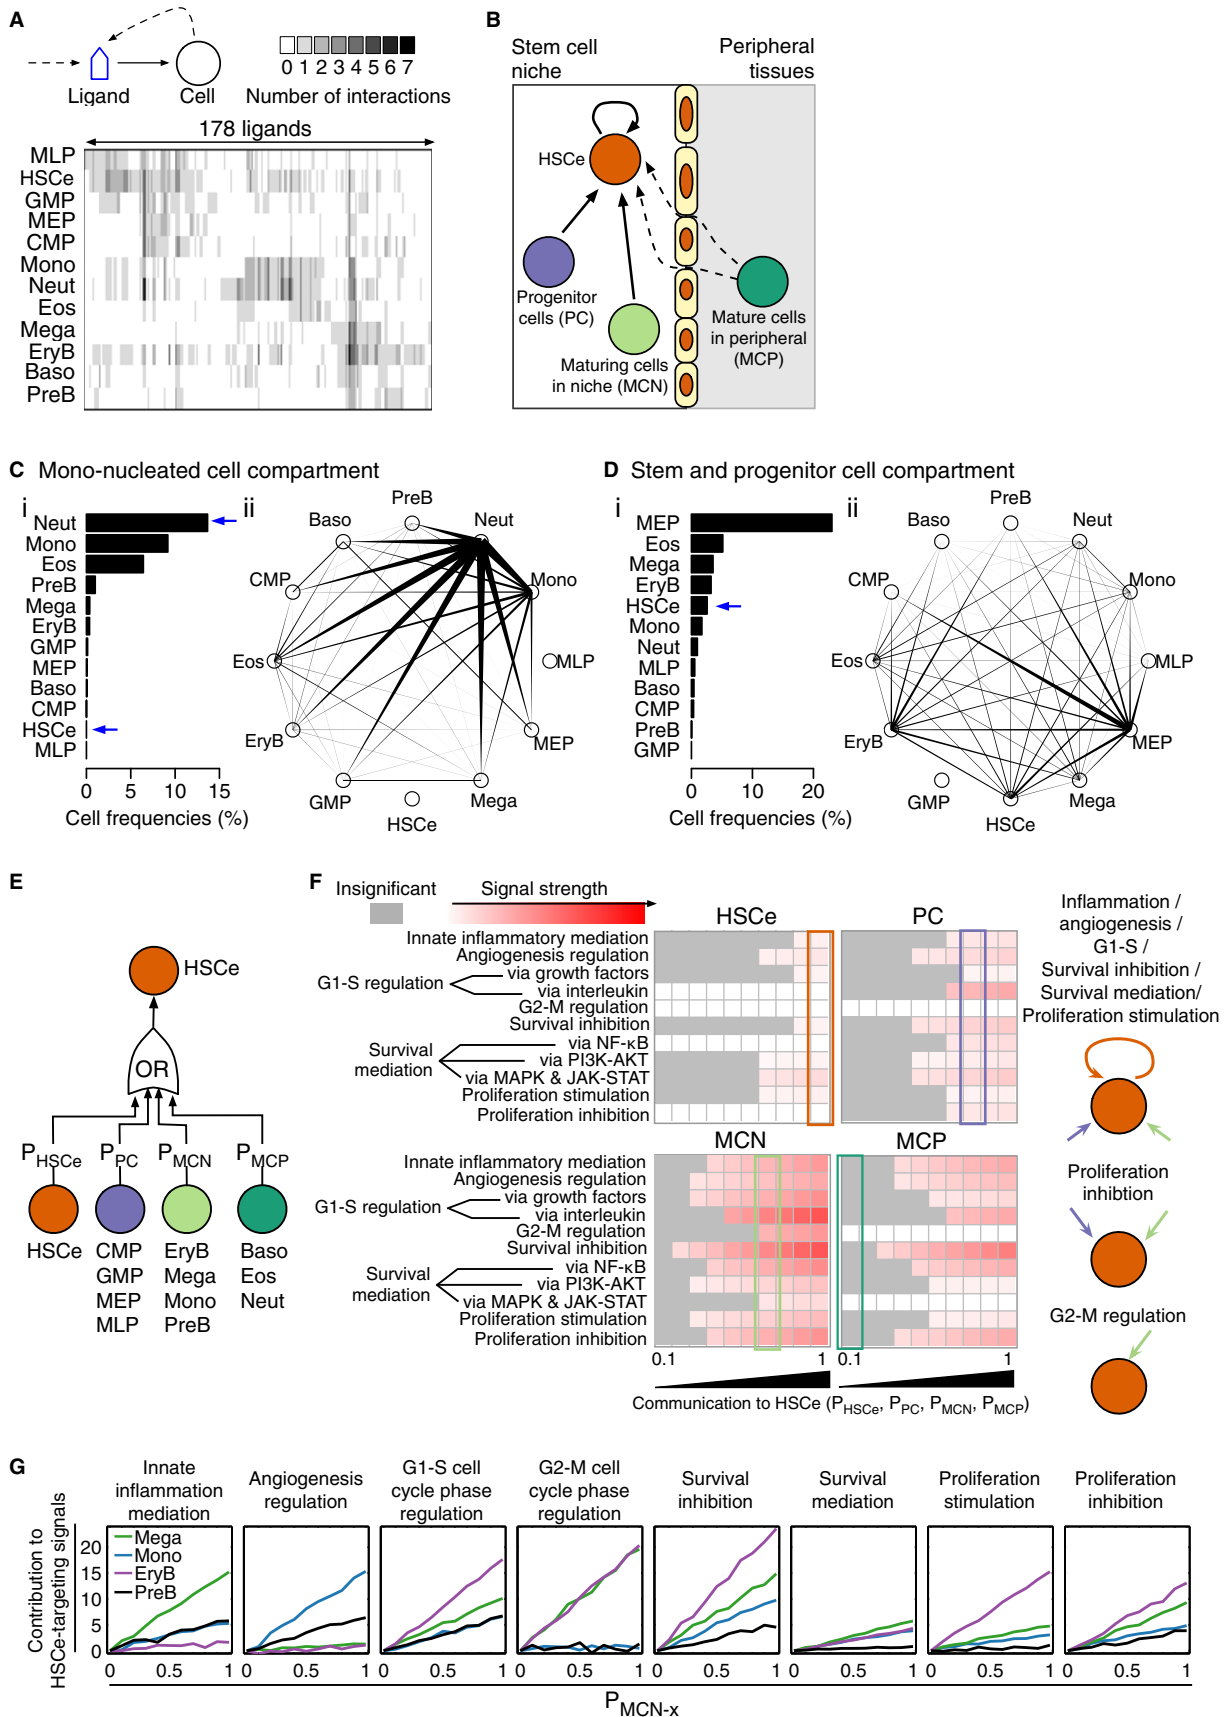 A
Ligand
Cell
0 1 2 3 4 5 6 7
Number of interactions
178 ligands
MLP
HSCe
GMP
MEP
CMP
Mono
Neut
Eos
Mega
EryB
Baso
PreB
B
Stem cell
niche
Peripheral
tissues
HSCe
Progenitor
cells (PC)
Maturing cells
in niche (MCN)
Mature cells
in peripheral
(MCP)
C Mono-nucleated cell compartment
i
Neut
Mono
Eos
PreB
Mega
EryB
GMP
MEP
Baso
CMP
HSCe
MLP
0 5 10 15
Cell frequencies (%)
ii
PreB
Baso
Neut
CMP
Mono
Eos
MLP
EryB
MEP
GMP
Mega
HSCe
D Stem and progenitor cell compartment
i
MEP
Eos
Mega
EryB
HSCe
Mono
Neut
MLP
Baso
CMP
PreB
GMP
0 10 20
Cell frequencies (%)
ii
PreB
Baso
Neut
CMP
Mono
Eos
MLP
EryB
MEP
GMP
Mega
HSCe
E
HSCe
OR
PHSCe PPC PMCN PMCP
HSCe
CMP
GMP
MEP
MLP
EryB
Mega
Mono
PreB
Baso
Eos
Neut
F
Insignificant
Signal strength
HSCe
PC
Innate inflammatory mediation
Angiogenesis regulation
G1-S regulation
via growth factors
via interleukin
G2-M regulation
Survival inhibition
Survival
mediation
via NF-κB
via PI3K-AKT
via MAPK & JAK-STAT
Proliferation stimulation
Proliferation inhibition
MCN
MCP
Innate inflammatory mediation
Angiogenesis regulation
G1-S regulation
via growth factors
via interleukin
G2-M regulation
Survival inhibition
Survival
mediation
via NF-κB
via PI3K-AKT
via MAPK & JAK-STAT
Proliferation stimulation
Proliferation inhibition
0.1 1 0.1 1
Communication to HSCe (PHSCe, PPC, PMCN, PMCP)
Inflammation /
angiogenesis /
G1-S /
Survival inhibition /
Survival mediation/
Proliferation stimulation
Proliferation
inhibtion
G2-M regulation
G
Contribution to
HSCe-targeting signals
Innate
inflammation
mediation
Angiogenesis
regulation
G1-S cell
cycle phase
regulation
G2-M cell
cycle phase
regulation
Survival
inhibition
Survival
mediation
Proliferation
stimulation
Proliferation
inhibition
Mega
Mono
EryB
PreB
20
15
10
5
0
0 0.5 1 0 0.5 1 0 0.5 1 0 0.5 1 0 0.5 1 0 0.5 1 0 0.5 1 0 0.5 1
PMCN-x